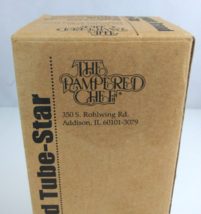 THE
PAMPERED
CHEF®
350 S. Rohlwing Rd.
Addison, IL 60101-3079
d Tube-Star